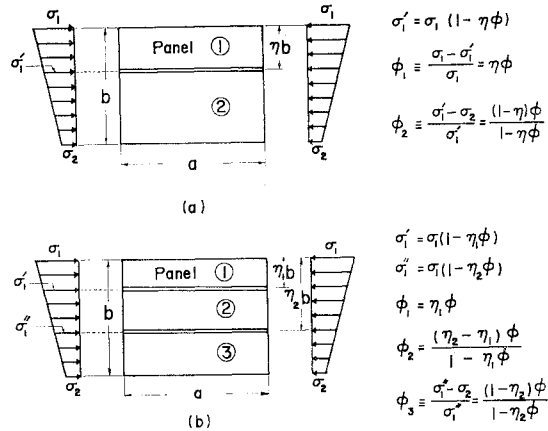 σ₁
σ₁′
σ₂
b
Panel ①
②
ηb
a
σ₁
σ₂
σ₁′ = σ₁ (1 - ηϕ)
ϕ₁ ≡ (σ₁ - σ₁′)/σ₁ = ηϕ
ϕ₂ ≡ (σ₁′ - σ₂)/σ₁′ = (1 - η)ϕ/(1 - ηϕ)
(a)
σ₁
σ₁′
σ₁″
σ₂
b
Panel ①
②
③
η₁b
η₂b
a
σ₁
σ₂
σ₁′ = σ₁(1 - η₁ϕ)
σ₁″ = σ₁(1 - η₂ϕ)
ϕ₁ = η₁ϕ
ϕ₂ = (η₂ - η₁)ϕ/(1 - η₁ϕ)
ϕ₃ ≡ (σ₁″ - σ₂)/σ₁″ = (1 - η₂)ϕ/(1 - η₂ϕ)
(b)